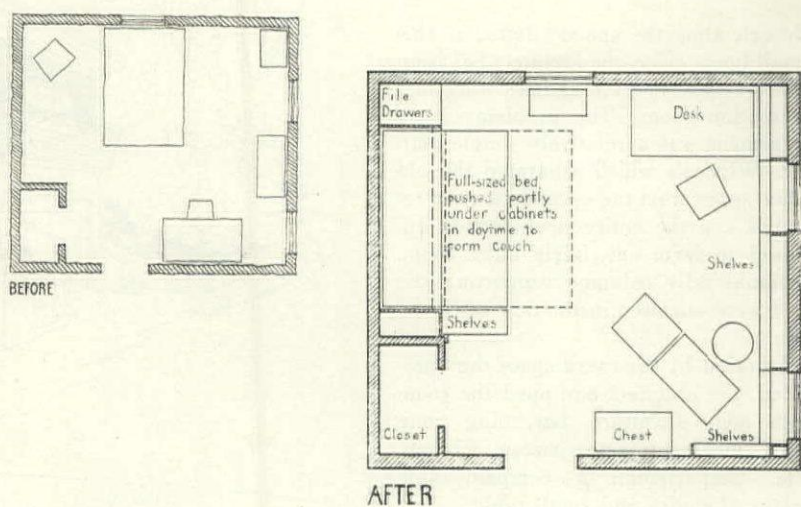 BEFORE
File
Drawers
Desk
Full-sized bed
pushed partly
under cabinets
in daytime to
form couch
Shelves
Shelves
Closet
Chest
Shelves
AFTER